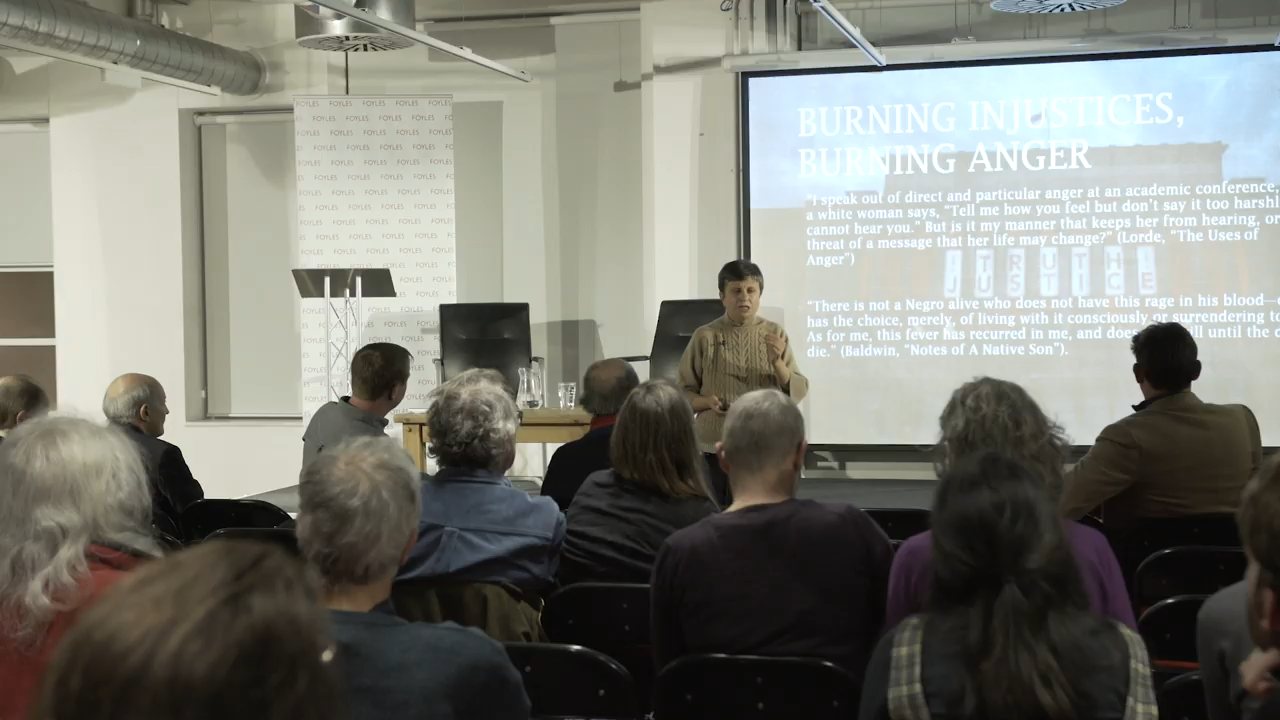 FOYLES FOYLES FOYLES FOYLES
BURNING INJUSTICES,
BURNING ANGER
"I speak out of direct and particular anger at an academic conference,
a white woman says, "Tell me how you feel but don't say it too harshl
cannot hear you." But is it my manner that keeps her from hearing, or
threat of a message that her life may change?" (Lorde, "The Uses of
Anger")
TRUTH
JUSTICE
"There is not a Negro alive who does not have this rage in his blood—
has the choice, merely, of living with it consciously or surrendering to
As for me, this fever has recurred in me, and does will until the
die." (Baldwin, "Notes of A Native Son").